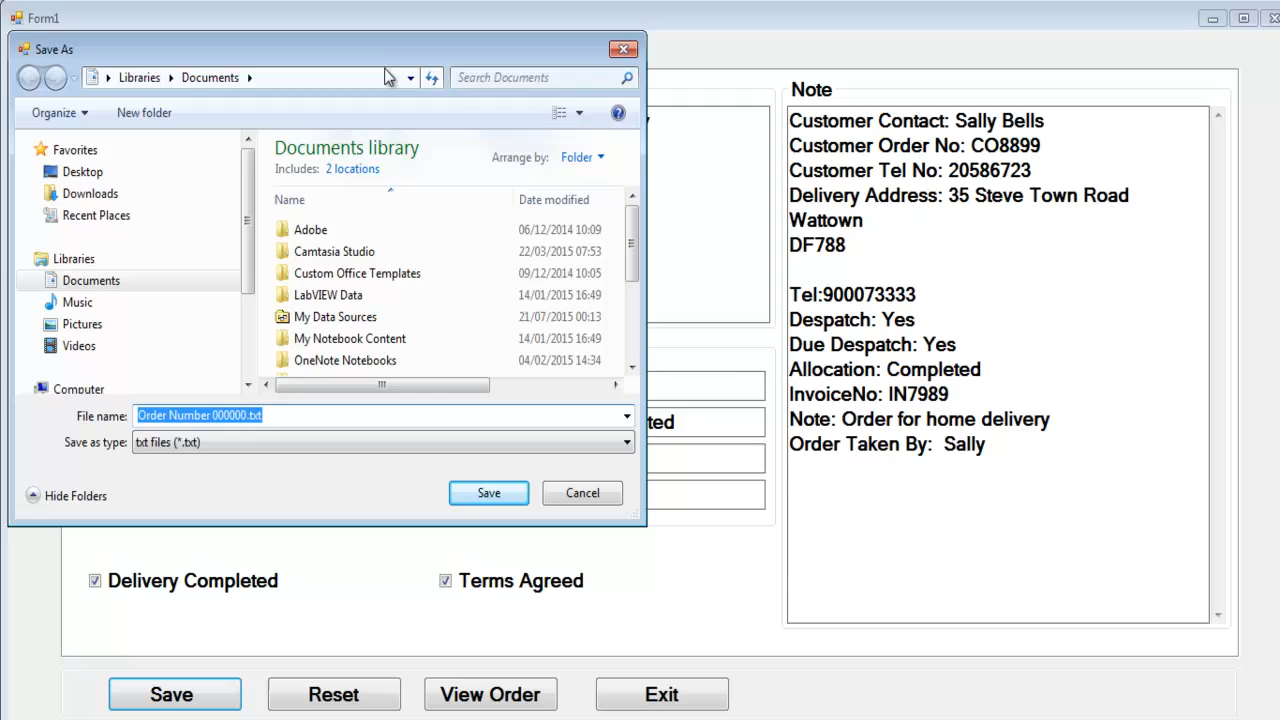 Form1
Save As
Libraries
Documents
Search Documents
Organize
New folder
Favorites
Desktop
Downloads
Recent Places
Libraries
Documents
Music
Pictures
Videos
Computer
Documents library
Includes: 2 locations
Arrange by: Folder
Name Date modified
Adobe 06/12/2014 10:09
Camtasia Studio 22/03/2015 07:53
Custom Office Templates 09/12/2014 10:05
LabVIEW Data 14/01/2015 16:49
My Data Sources 21/07/2015 00:13
My Notebook Content 14/01/2015 16:49
OneNote Notebooks 04/02/2015 14:34
File name: Order Number 000000.txt
Save as type: txt files (*.txt)
Hide Folders
Save
Cancel
ted
Note
Customer Contact: Sally Bells
Customer Order No: CO8899
Customer Tel No: 20586723
Delivery Address: 35 Steve Town Road
Wattown
DF788
Tel:900073333
Despatch: Yes
Due Despatch: Yes
Allocation: Completed
InvoiceNo: IN7989
Note: Order for home delivery
Order Taken By: Sally
Delivery Completed
Terms Agreed
Save
Reset
View Order
Exit